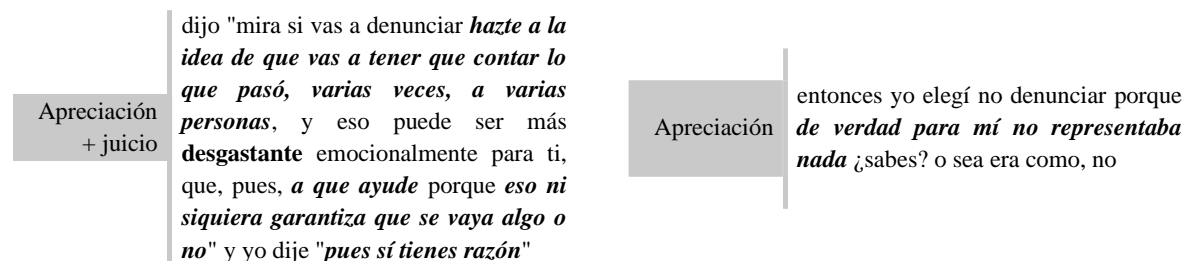 Apreciación
+ juicio
dijo "mira si vas a denunciar hazte a la
idea de que vas a tener que contar lo
que pasó, varias veces, a varias
personas, y eso puede ser más
desgastante emocionalmente para ti,
que, pues, a que ayude porque eso ni
siquiera garantiza que se vaya algo o
no" y yo dije "pues sí tienes razón"
Apreciación
entonces yo elegí no denunciar porque
de verdad para mí no representaba
nada ¿sabes? o sea era como, no